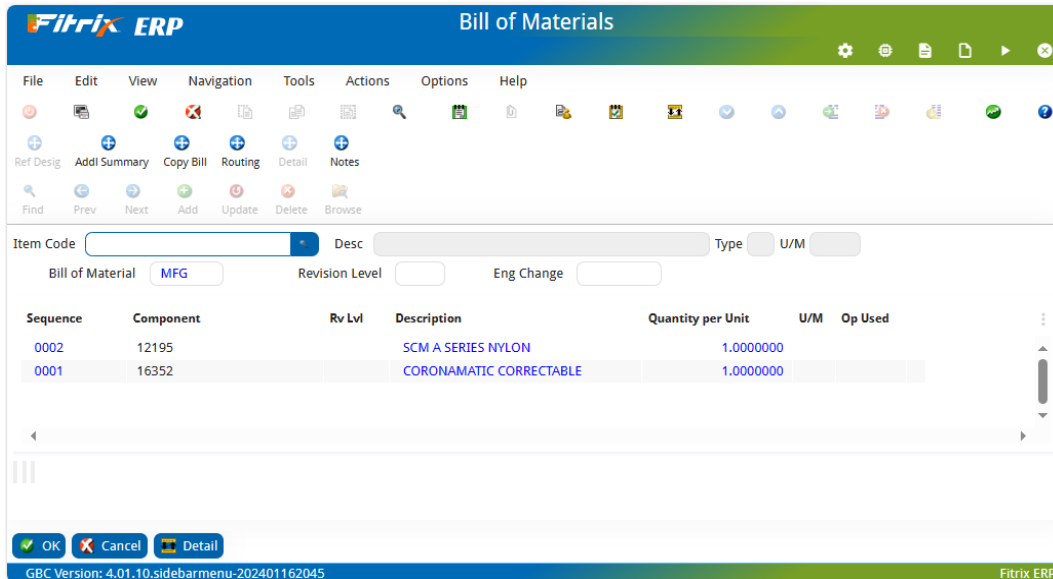 Fitrix ERP
Bill of Materials
File Edit View Navigation Tools Actions Options Help
Ref Desig Addl Summary Copy Bill Routing Detail Notes
Find Prev Next Add Update Delete Browse
Item Code Desc Type U/M
Bill of Material MFG Revision Level Eng Change
Sequence Component Rv Lvl Description Quantity per Unit U/M Op Used
0002 12195 SCM A SERIES NYLON 1.0000000
0001 16352 CORONAMATIC CORRECTABLE 1.0000000
OK Cancel Detail
GBC Version: 4.01.10.sidebarmenu-202401162045 Fitrix ERP